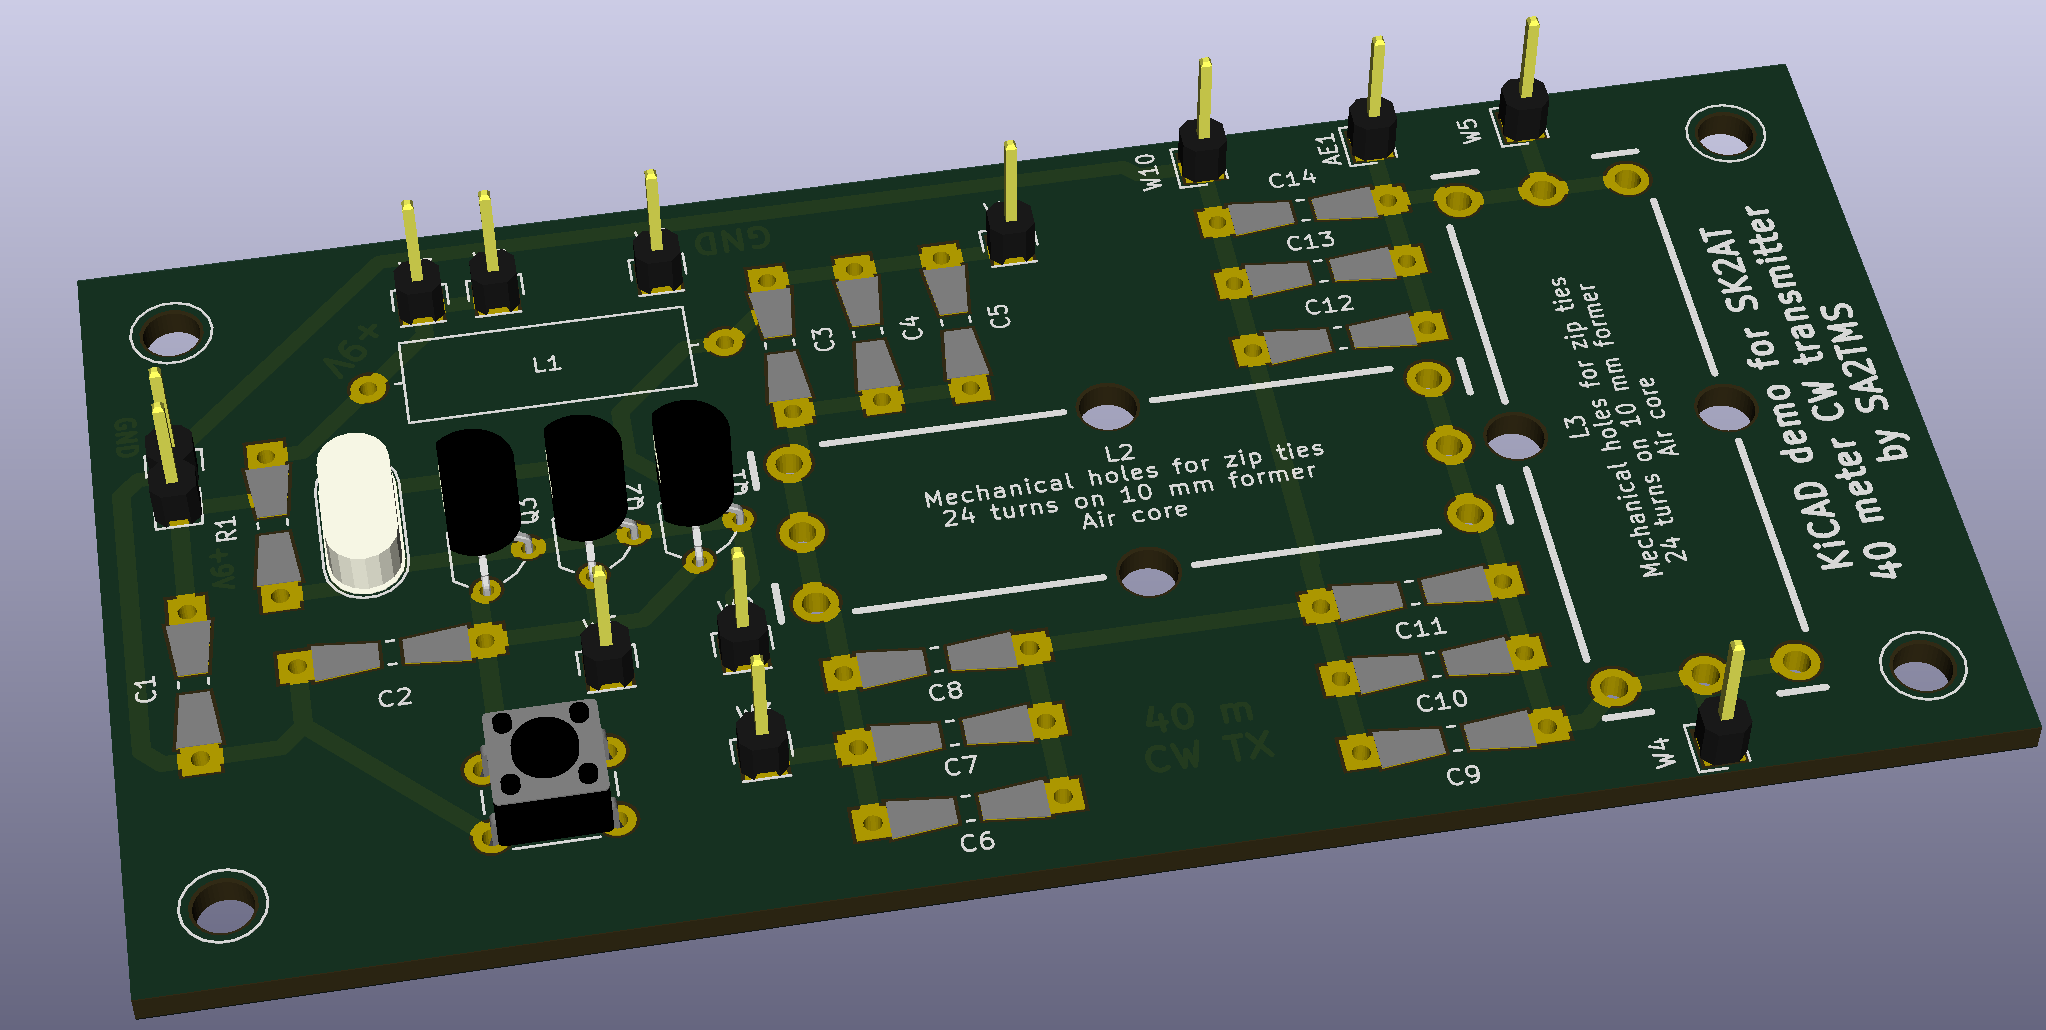 W10
AE1
W5
C14
C13
C12
GND
+9V
L1
C3
C4
C5
GND
R1
+9V
Q3
Q2
Q1
L2
Mechanical holes for zip ties
24 turns on 10 mm former
Air core
L3
Mechanical holes for zip ties
24 turns on 10 mm former
Air core
KiCAD demo for SK2AT
40 meter CW transmitter
by SA2TMS
C1
C2
C8
C7
C6
40 m
CW TX
C11
C10
C9
W4